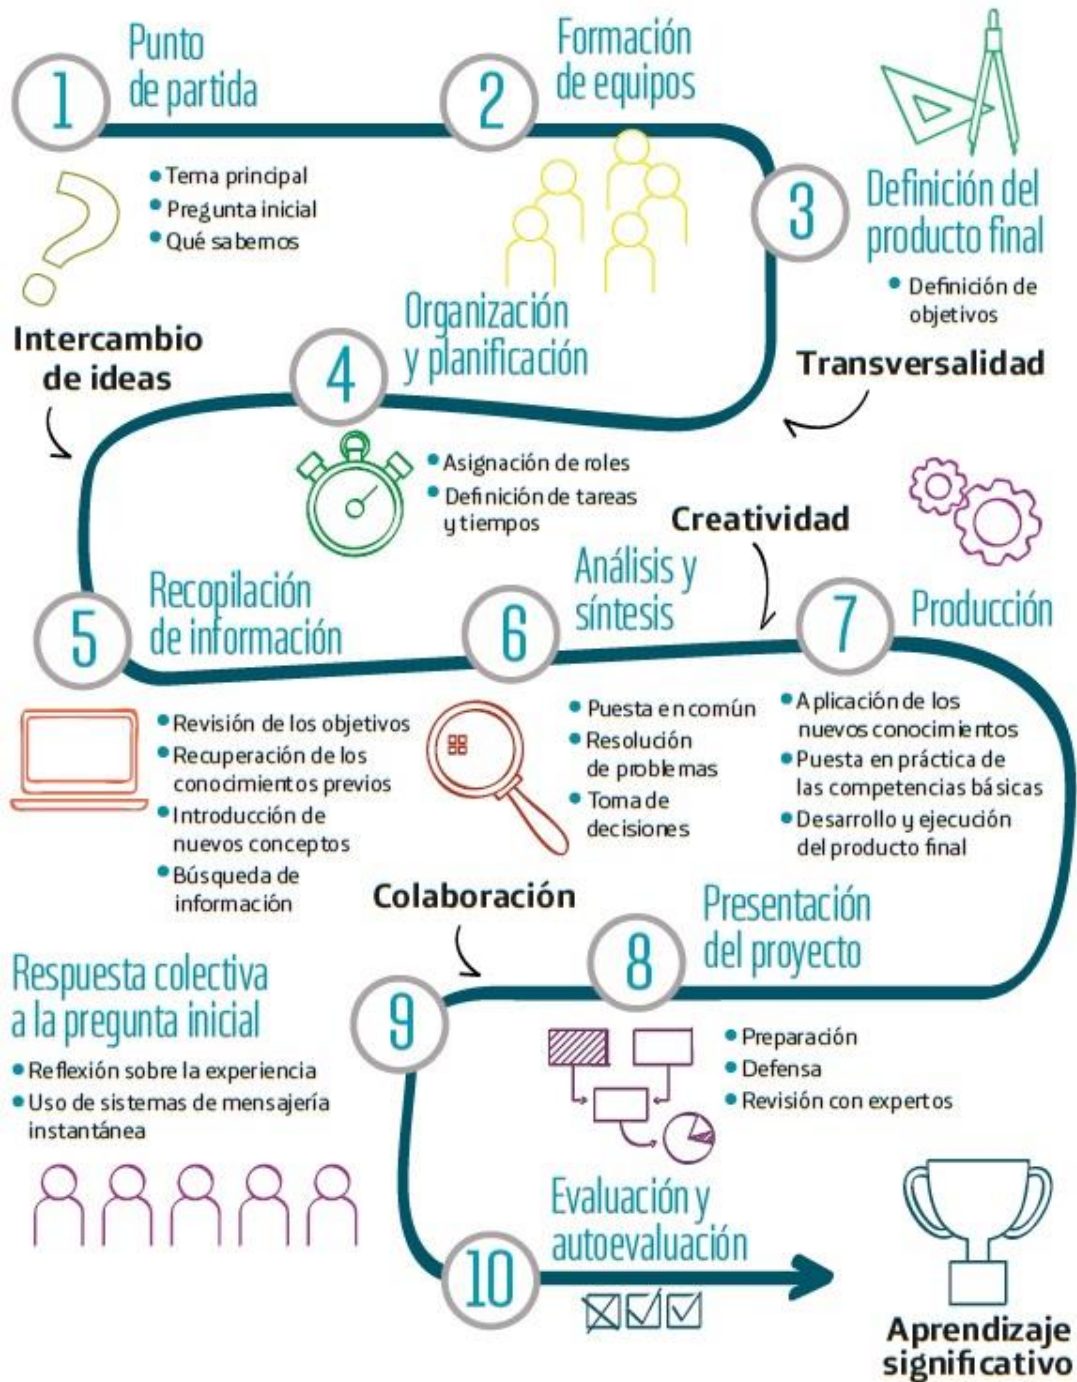 1
Punto
de partida
• Tema principal
• Pregunta inicial
• Qué sabemos
2
Formación
de equipos
3
Definición del
producto final
• Definición de
objetivos
Transversalidad
4
Organización
y planificación
• Asignación de roles
• Definición de tareas
y tiempos
Intercambio
de ideas
5
Recopilación
de información
• Revisión de los objetivos
• Recuperación de los
conocimientos previos
• Introducción de
nuevos conceptos
• Búsqueda de
información
6
Análisis y
síntesis
• Puesta en común
• Resolución
de problemas
• Toma de
decisiones
Creatividad
7
Producción
• Aplicación de los
nuevos conocimientos
• Puesta en práctica de
las competencias básicas
• Desarrollo y ejecución
del producto final
8
Presentación
del proyecto
• Preparación
• Defensa
• Revisión con expertos
Colaboración
9
Respuesta colectiva
a la pregunta inicial
• Reflexión sobre la experiencia
• Uso de sistemas de mensajería
instantánea
10
Evaluación y
autoevaluación
Aprendizaje
significativo